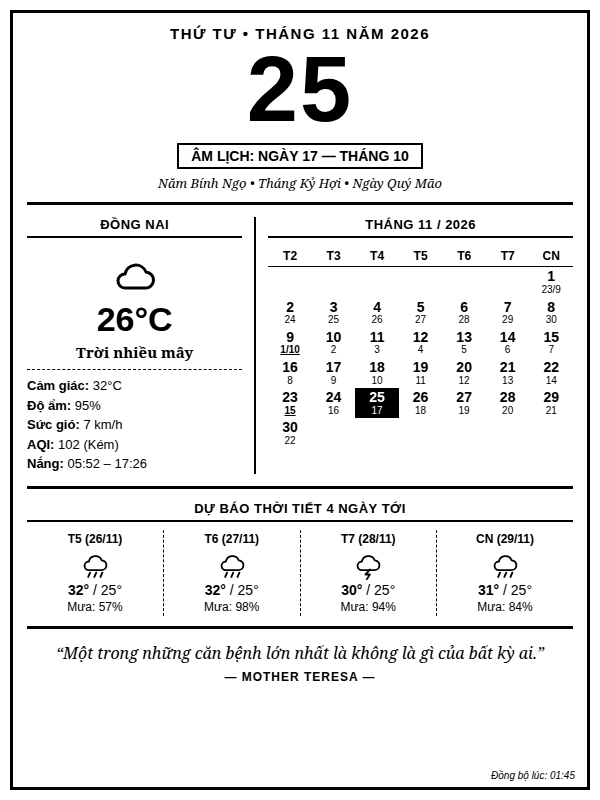 THỨ TƯ • THÁNG 11 NĂM 2026
25
ÂM LỊCH: NGÀY 17 — THÁNG 10
Năm Bính Ngọ • Tháng Kỷ Hợi • Ngày Quý Mão
ĐỒNG NAI
26°C
Trời nhiều mây
Cảm giác: 32°C
Độ ẩm: 95%
Sức gió: 7 km/h
AQI: 102 (Kém)
Nắng: 05:52 – 17:26
THÁNG 11 / 2026
T2 T3 T4 T5 T6 T7 CN
1
23/9
2 3 4 5 6 7 8
24 25 26 27 28 29 30
9 10 11 12 13 14 15
1/10 2 3 4 5 6 7
16 17 18 19 20 21 22
8 9 10 11 12 13 14
23 24 25 26 27 28 29
15 16 17 18 19 20 21
30
22
DỰ BÁO THỜI TIẾT 4 NGÀY TỚI
T5 (26/11) T6 (27/11) T7 (28/11) CN (29/11)
32° / 25° 32° / 25° 30° / 25° 31° / 25°
Mưa: 57% Mưa: 98% Mưa: 94% Mưa: 84%
“Một trong những căn bệnh lớn nhất là không là gì của bất kỳ ai.”
— MOTHER TERESA —
Đồng bộ lúc: 01:45